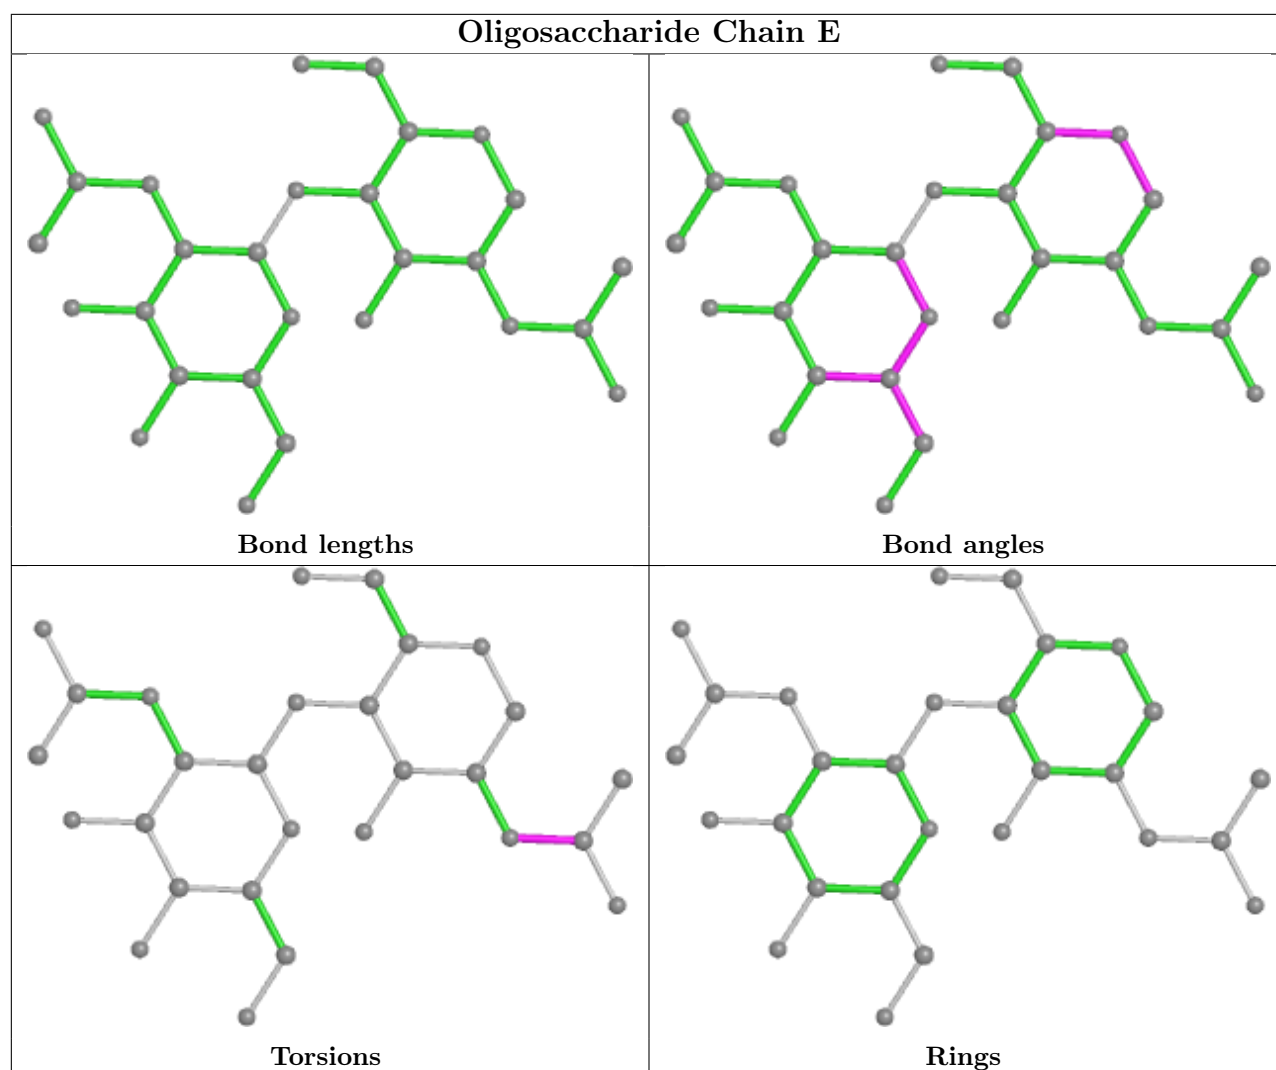 Oligosaccharide Chain E
Bond lengths
Bond angles
Torsions
Rings